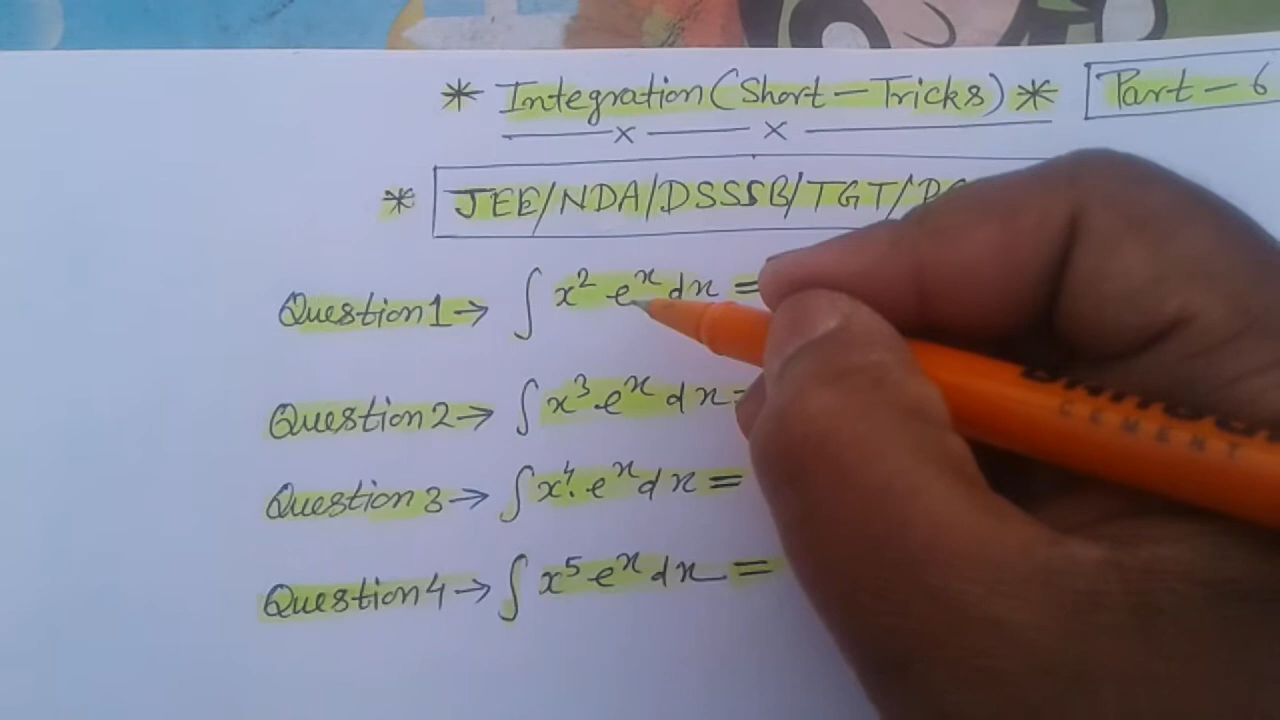 * Integration (Short-Tricks) * Part-6
* JEE/NDA/DSSSB/TGT/
Question 1 → ∫ x² eˣ dx =
Question 2 → ∫ x³ eˣ dx =
Question 3 → ∫ x⁴. eˣ dx =
Question 4 → ∫ x⁵ eˣ dx =
CEMENT